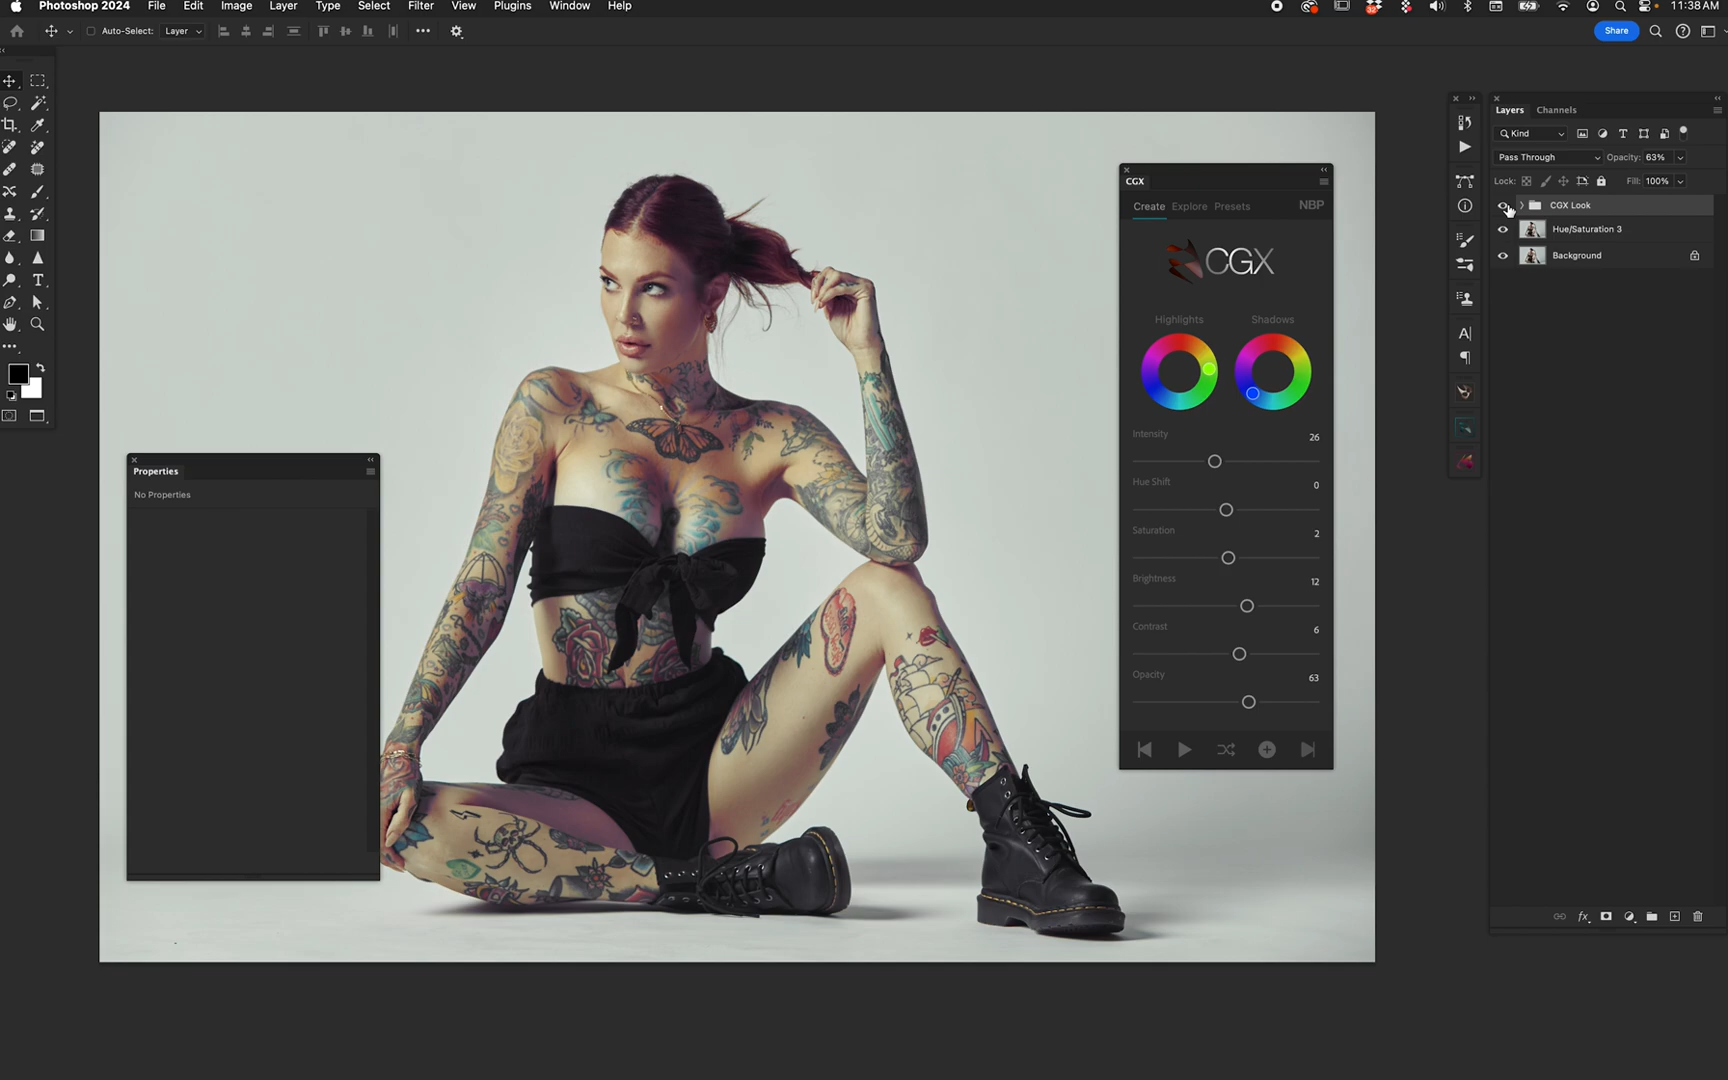 Photoshop 2024 File Edit Image Layer Type Select Filter View Plugins Window Help 32 11:38 AM
Auto-Select: Layer Share
Layers Channels
Kind
Pass Through Opacity: 63%
Lock: Fill: 100%
CGX Look
Hue/Saturation 3
Background
CGX
Create Explore Presets NBP
CGX
Highlights Shadows
Intensity 26
Hue Shift 0
Saturation 2
Brightness 12
Contrast 6
Opacity 63
Properties
No Properties
T
A|
fx